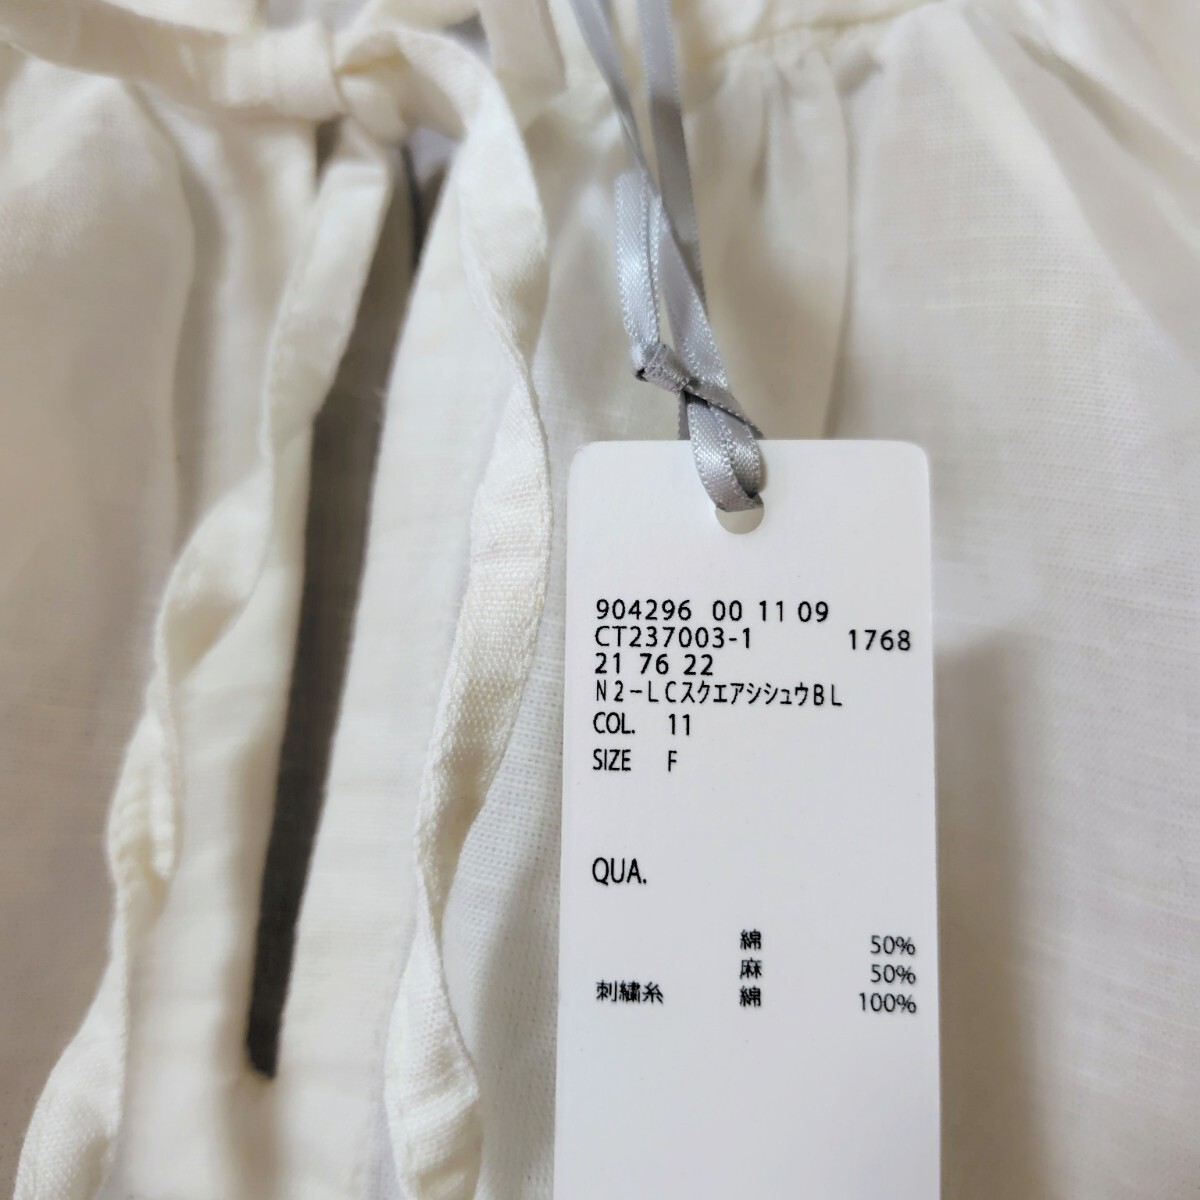 904296 00 11 09
CT237003-1 1768
21 76 22
N2-LCスクエアシシュウBL
COL. 11
SIZE F
QUA.
綿 50%
麻 50%
刺繍糸 綿 100%